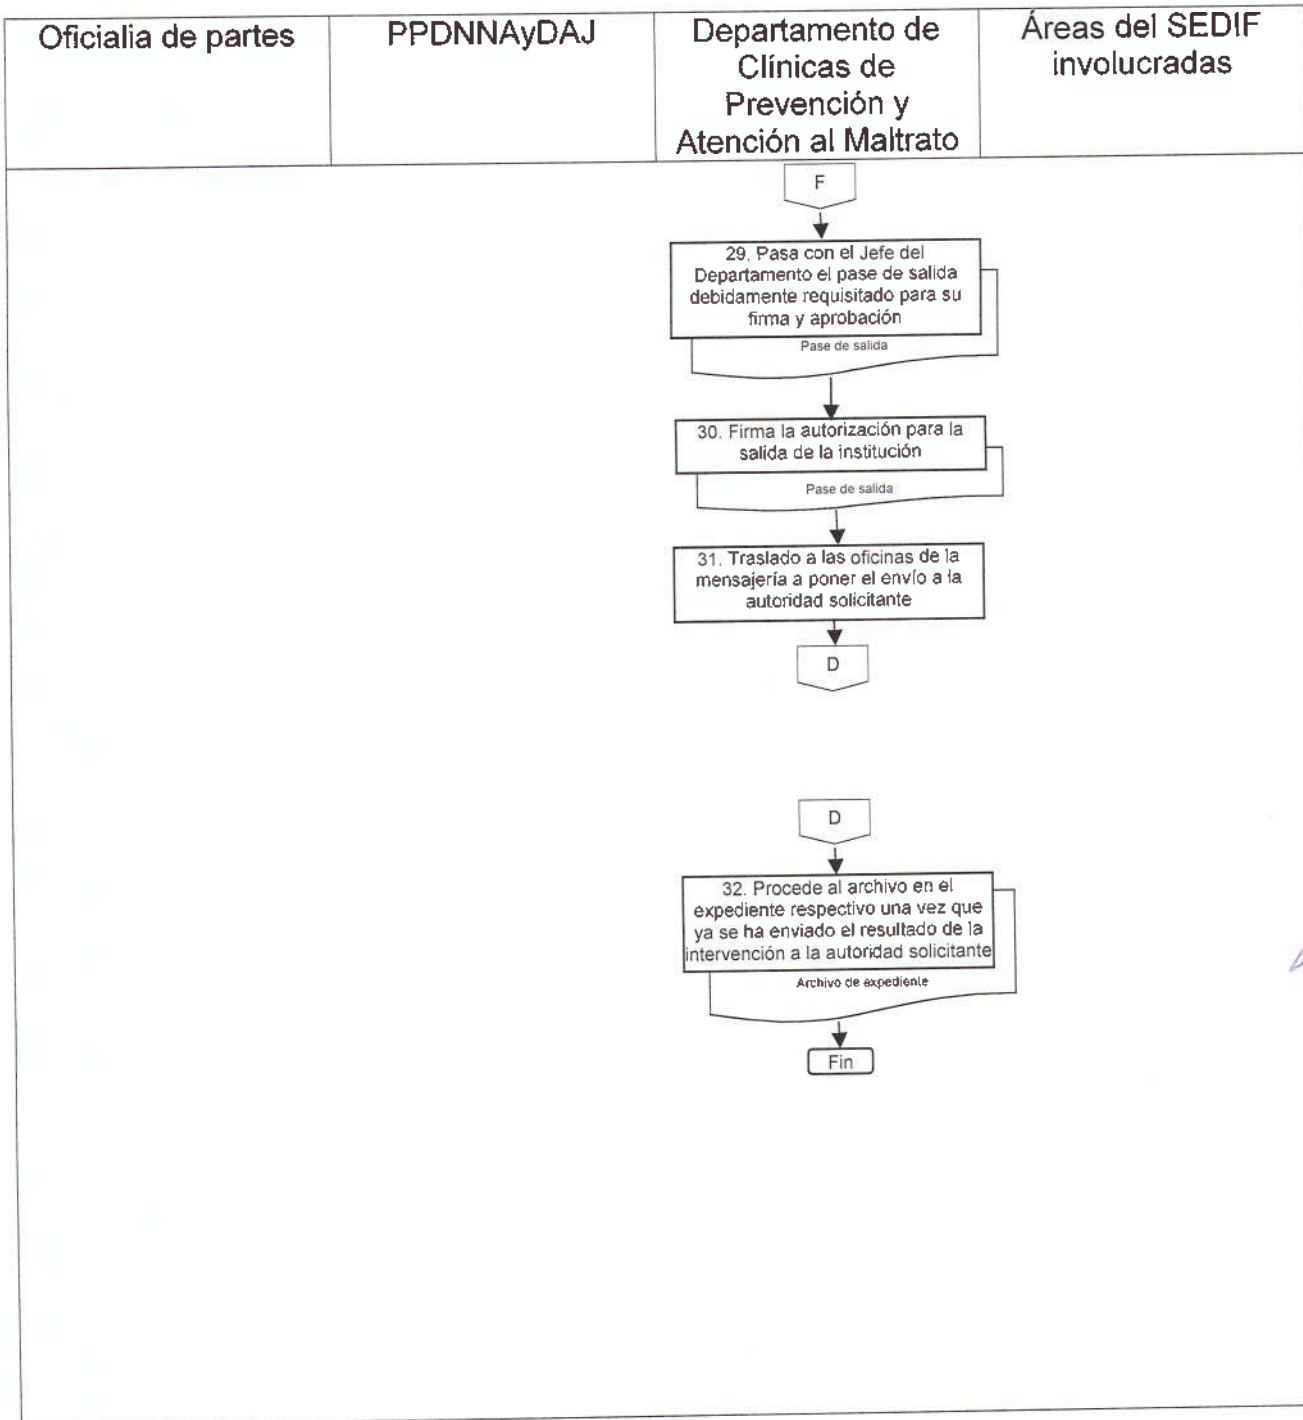 Oficialia de partes
PPDNNAyDAJ
Departamento de
Clínicas de
Prevención y
Atención al Maltrato
Áreas del SEDIF
involucradas
F
29. Pasa con el Jefe del
Departamento el pase de salida
debidamente requisitado para su
firma y aprobación
Pase de salida
30. Firma la autorización para la
salida de la institución
Pase de salida
31. Traslado a las oficinas de la
mensajería a poner el envío a la
autoridad solicitante
D
D
32. Procede al archivo en el
expediente respectivo una vez que
ya se ha enviado el resultado de la
intervención a la autoridad solicitante
Archivo de expediente
Fin